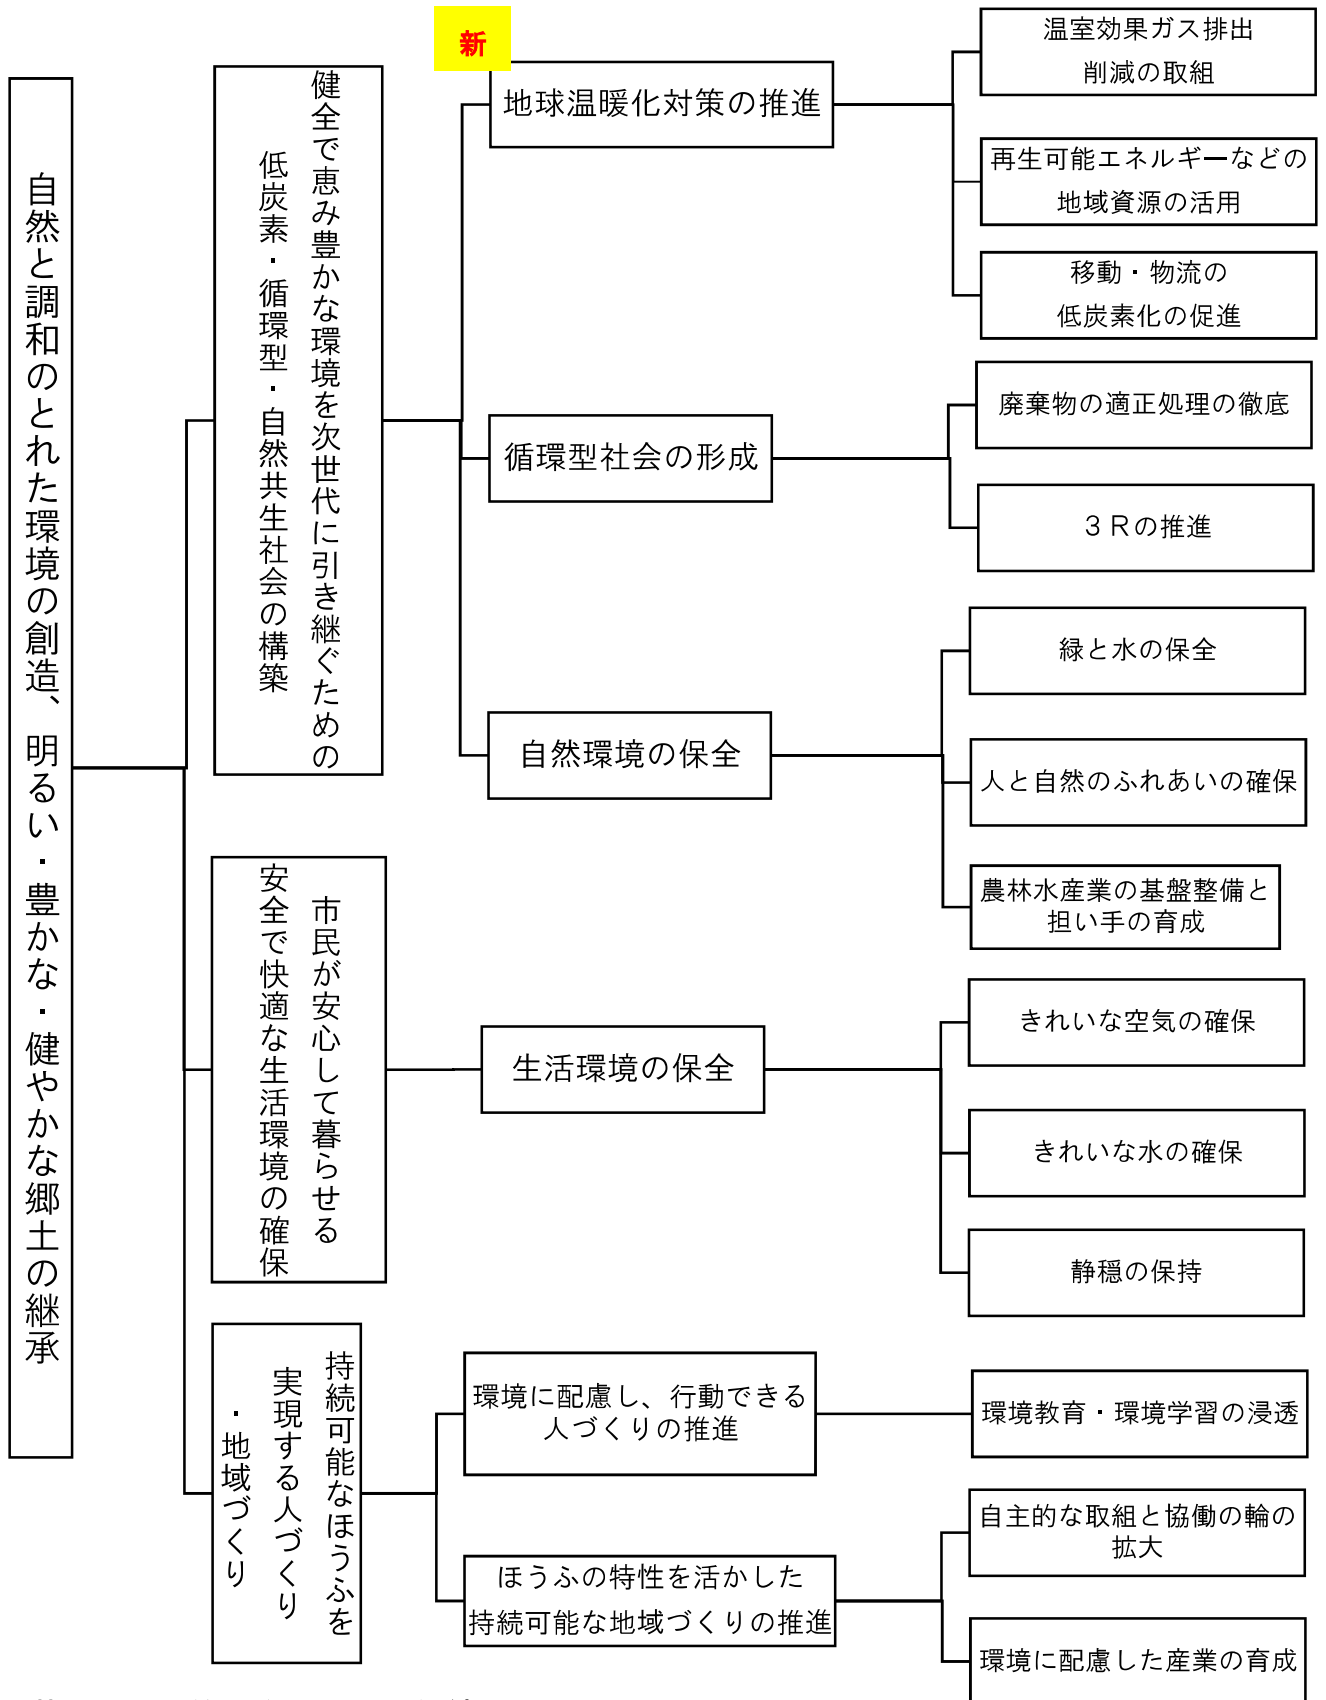 自然と調和のとれた環境の創造、明るい・豊かな・健やかな郷土の継承
健全で恵み豊かな環境を次世代に引き継ぐための
低炭素・循環型・自然共生社会の構築
新
地球温暖化対策の推進
温室効果ガス排出
削減の取組
再生可能エネルギーなどの
地域資源の活用
移動・物流の
低炭素化の促進
循環型社会の形成
廃棄物の適正処理の徹底
３Ｒの推進
自然環境の保全
緑と水の保全
人と自然のふれあいの確保
農林水産業の基盤整備と
担い手の育成
市民が安心して暮らせる
安全で快適な生活環境の確保
生活環境の保全
きれいな空気の確保
きれいな水の確保
静穏の保持
持続可能なほうふを
実現する人づくり
・地域づくり
環境に配慮し、行動できる
人づくりの推進
環境教育・環境学習の浸透
ほうふの特性を活かした
持続可能な地域づくりの推進
自主的な取組と協働の輪の
拡大
環境に配慮した産業の育成